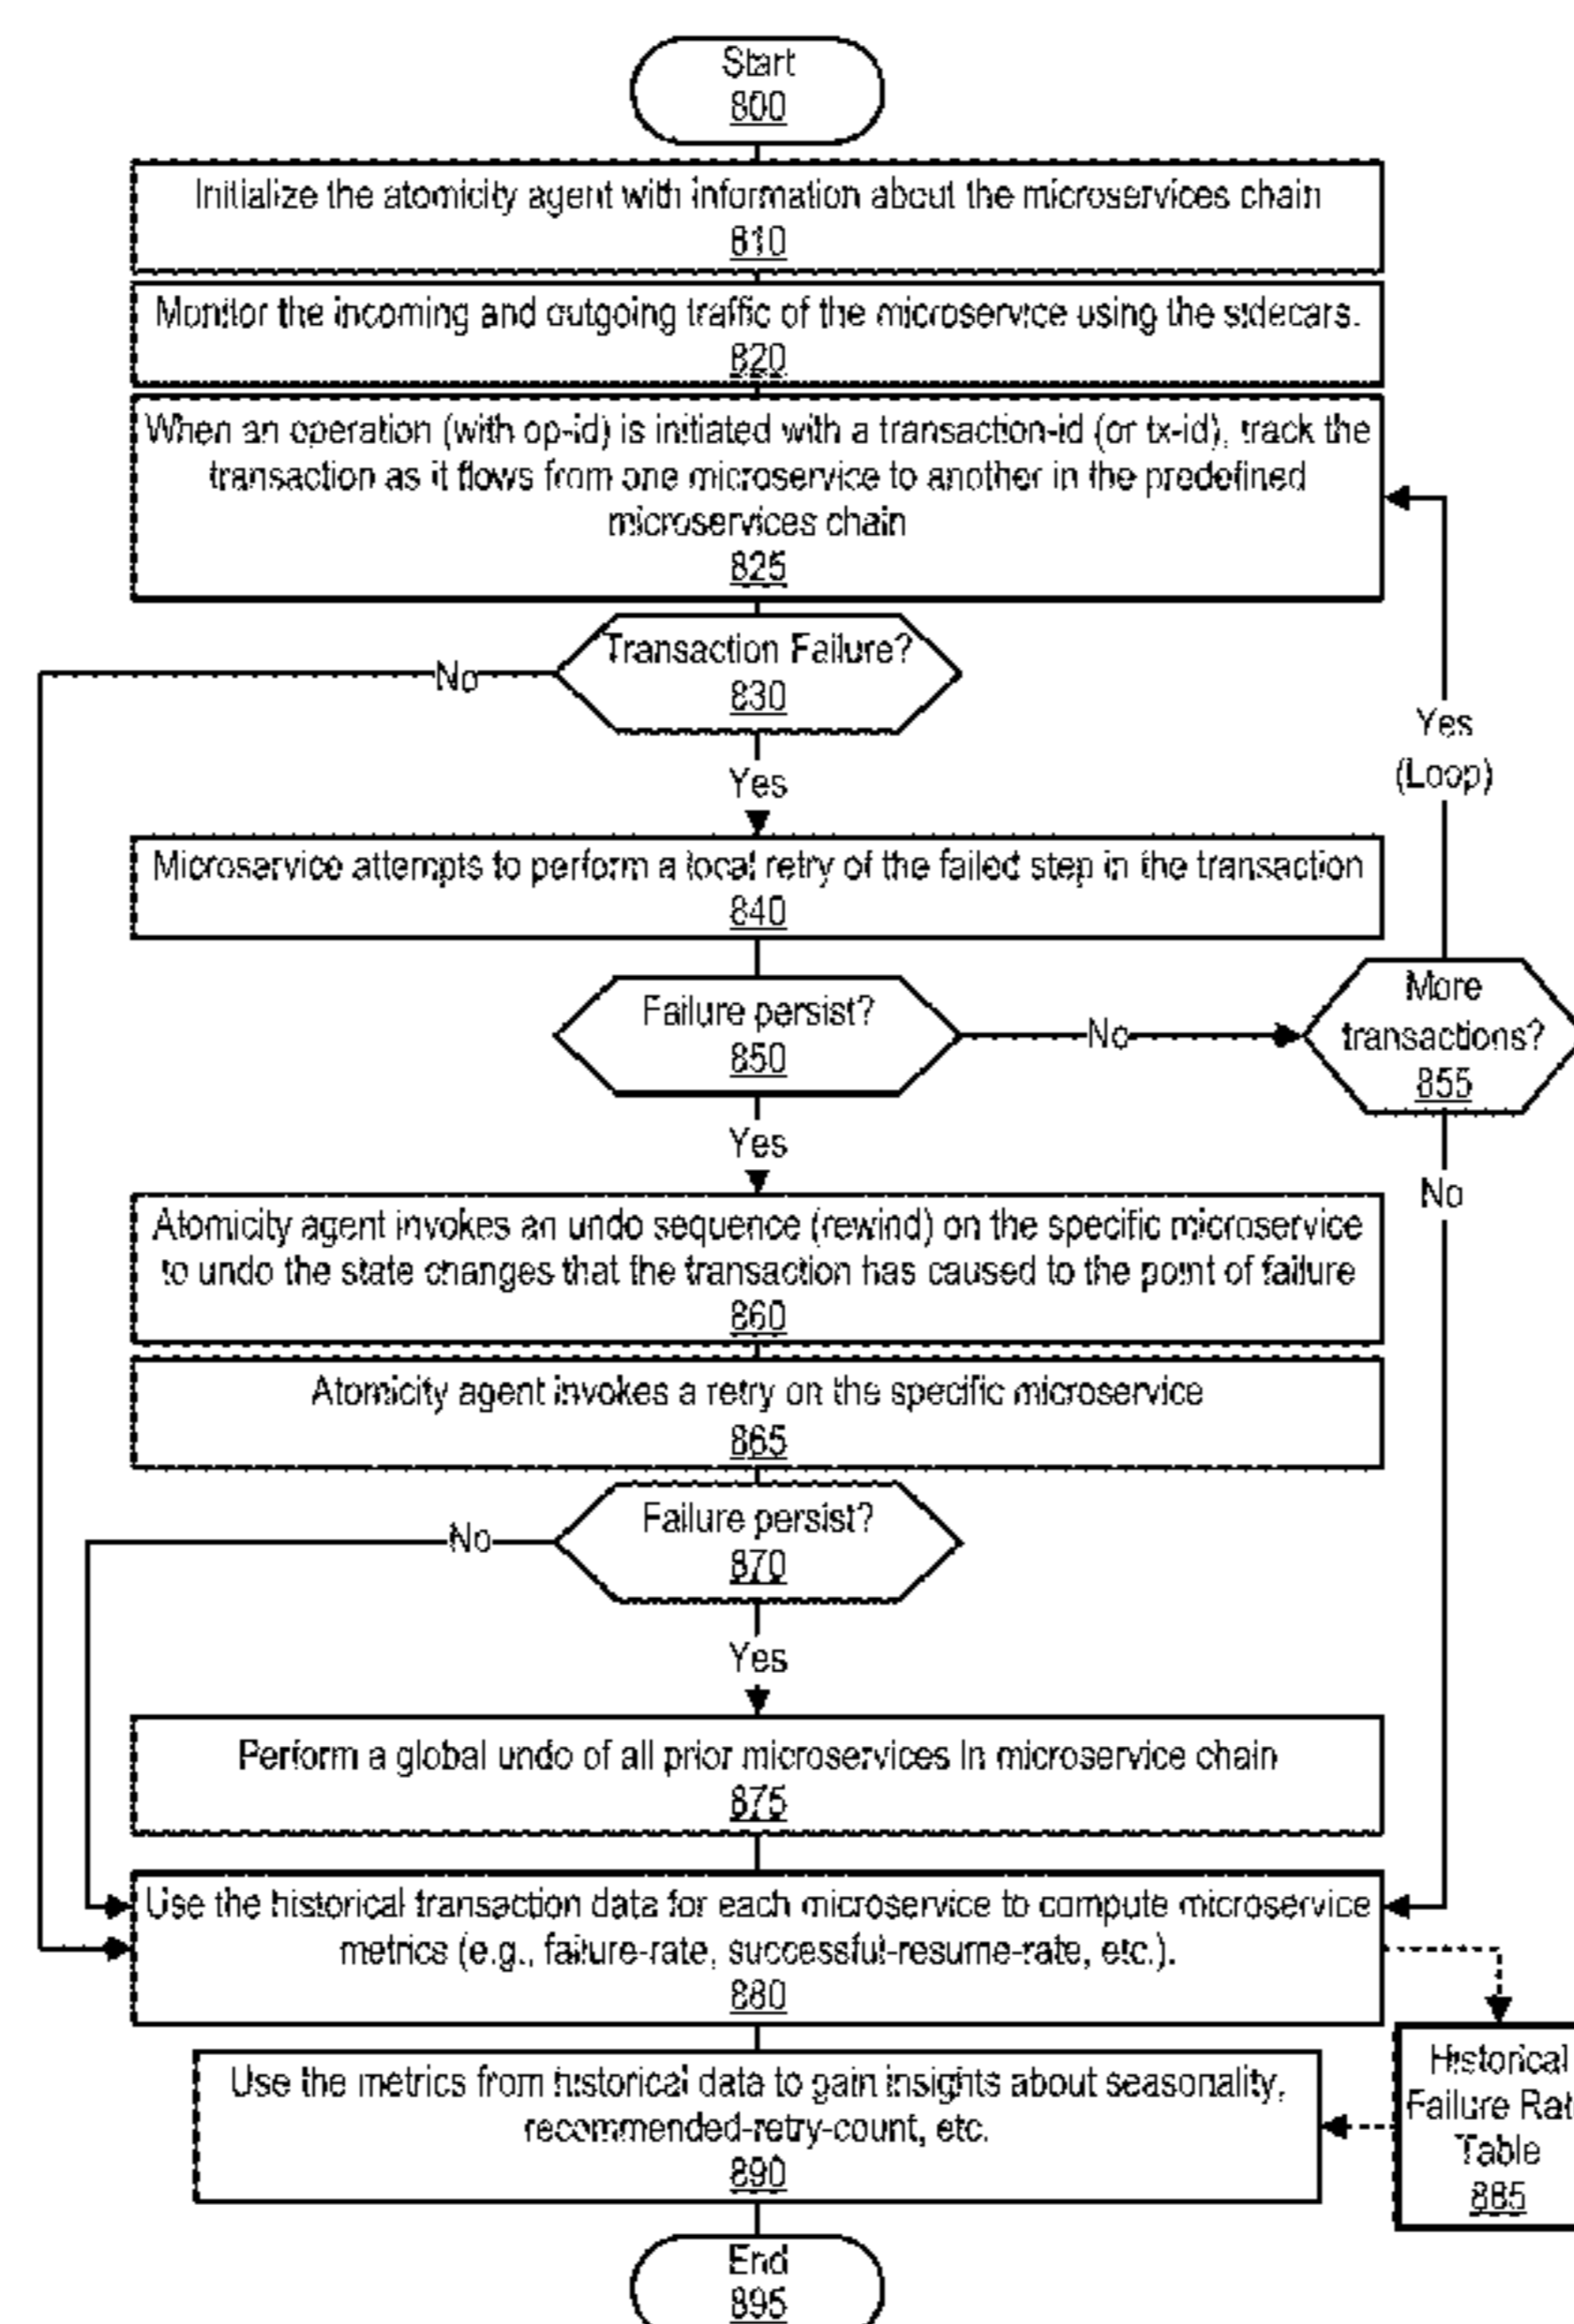 Start
800
Initialize the atomicity agent with information about the microservices chain
810
Monitor the incoming and outgoing traffic of the microservice using the sidecars.
820
When an operation (with op-id) is initiated with a transaction-id (or tx-id), track the
transaction as it flows from one microservice to another in the predefined
microservices chain
825
Transaction Failure?
830
No
Yes
Yes
(Loop)
Microservice attempts to perform a local retry of the failed step in the transaction
840
Failure persist?
850
No
More
transactions?
855
Yes
No
Atomicity agent invokes an undo sequence (rewind) on the specific microservice
to undo the state changes that the transaction has caused to the point of failure
860
Atomicity agent invokes a retry on the specific microservice
865
Failure persist?
870
No
Yes
Perform a global undo of all prior microservices in microservice chain
875
Use the historical transaction data for each microservice to compute microservice
metrics (e.g., failure-rate, successful-resume-rate, etc.).
880
Use the metrics from historical data to gain insights about seasonality,
recommended-retry-count, etc.
890
Historical
Failure Rat
Table
885
End
895